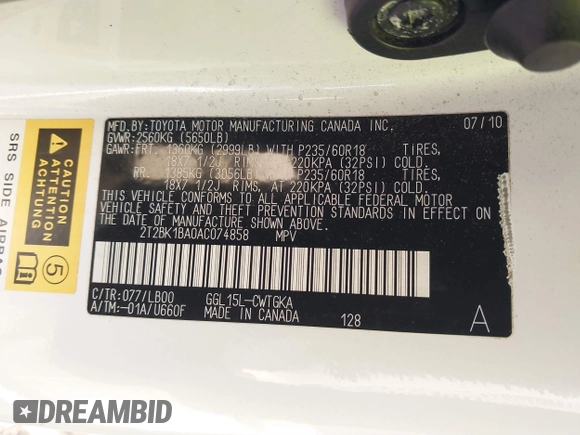 MFD.BY:TOYOTA MOTOR MANUFACTURING CANADA INC. 07/10
GVWR:2560KG (5650LB)
GAWR:FRT. 1360KG (2999LB) WITH P235/60R18 TIRES,
18X7 1/2J RIMS, AT 220KPA (32PSI) COLD.
RR. 1385KG (3056LB) P235/60R18 TIRES,
18X7 1/2J RIMS, AT 220KPA (32PSI) COLD.
THIS VEHICLE CONFORMS TO ALL APPLICABLE FEDERAL MOTOR
VEHICLE SAFETY AND THEFT PREVENTION STANDARDS IN EFFECT ON
THE DATE OF MANUFACTURE SHOWN ABOVE.
2T2BK1BA0AC074858 MPV
C/TR:077/LB00 GGL15L-CWTGKA
A/TM:-01A/U660F MADE IN CANADA 128 A
SRS SIDE AIRBAG
CAUTION
ATTENTION
ACHTUNG
5
DREAMBID